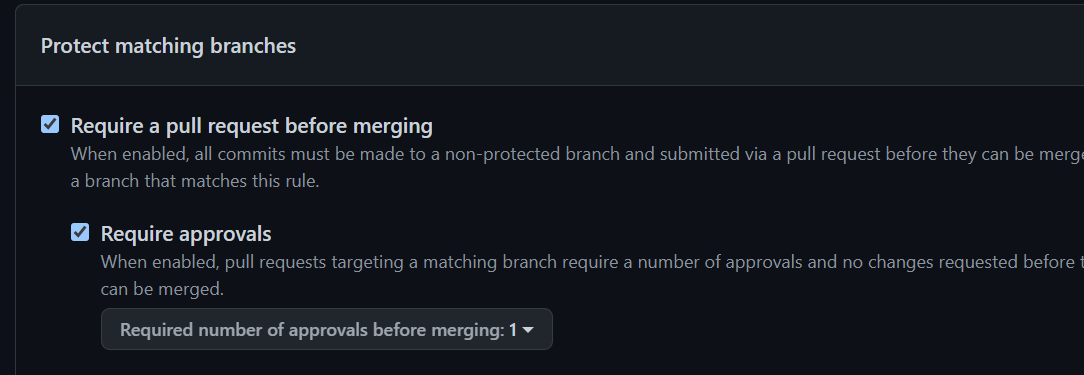 Protect matching branches
Require a pull request before merging
When enabled, all commits must be made to a non-protected branch and submitted via a pull request before they can be
a branch that matches this rule.
Require approvals
When enabled, pull requests targeting a matching branch require a number of approvals and no changes requested before
can be merged.
Required number of approvals before merging: 1